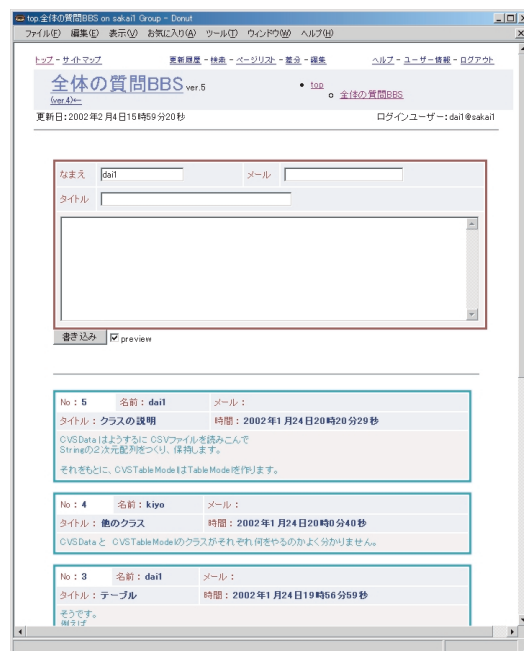 top.全体の質問BBS on sakai1 Group - Donut
ファイル(F) 編集(E) 表示(V) お気に入り(A) ツール(T) ウィンドウ(W) ヘルプ(H)
トップ - サイトマップ 更新履歴 - 検索 - ページリスト - 差分 - 編集 ヘルプ - ユーザー情報 - ログアウト
全体の質問BBS ver.5
(ver.4)←
• top
○ 全体の質問BBS
更新日:2002年2月4日15時59分20秒 ログインユーザー:dai1@sakai1
なまえ dai1 メール
タイトル
書き込み preview
No : 5 名前 : dai1 メール :
タイトル : クラスの説明 時間 : 2002年1月24日20時20分29秒
CVSDataはようするに CSVファイルを読みこんで
Stringの2次元配列をつくり、保持します。
それをもとに、CVSTableModelはTableModelを作ります。
No : 4 名前 : kiyo メール :
タイトル : 他のクラス 時間 : 2002年1月24日20時0分40秒
CVSDataと CVSTableModelのクラスがそれぞれ何をやるのかよく分かりません。
No : 3 名前 : dai1 メール :
タイトル : テーブル 時間 : 2002年1月24日19時56分59秒
そうです。
例えば